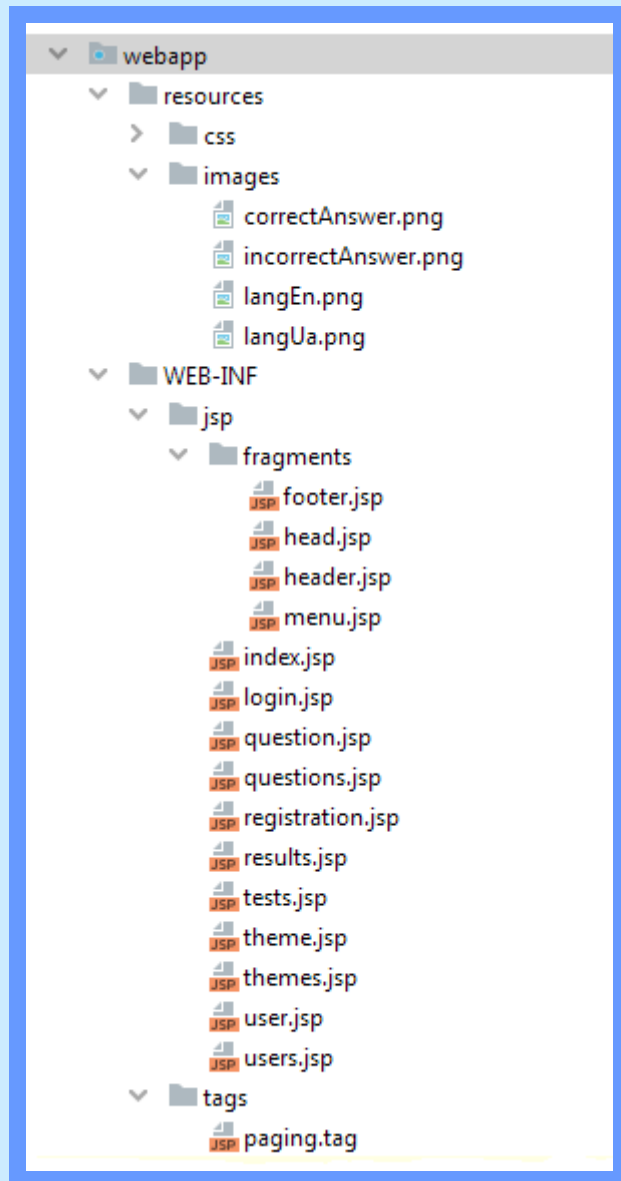 webapp
resources
css
images
correctAnswer.png
incorrectAnswer.png
langEn.png
langUa.png
WEB-INF
jsp
fragments
JSP footer.jsp
JSP head.jsp
JSP header.jsp
JSP menu.jsp
JSP index.jsp
JSP login.jsp
JSP question.jsp
JSP questions.jsp
JSP registration.jsp
JSP results.jsp
JSP tests.jsp
JSP theme.jsp
JSP themes.jsp
JSP user.jsp
JSP users.jsp
tags
JSP paging.tag